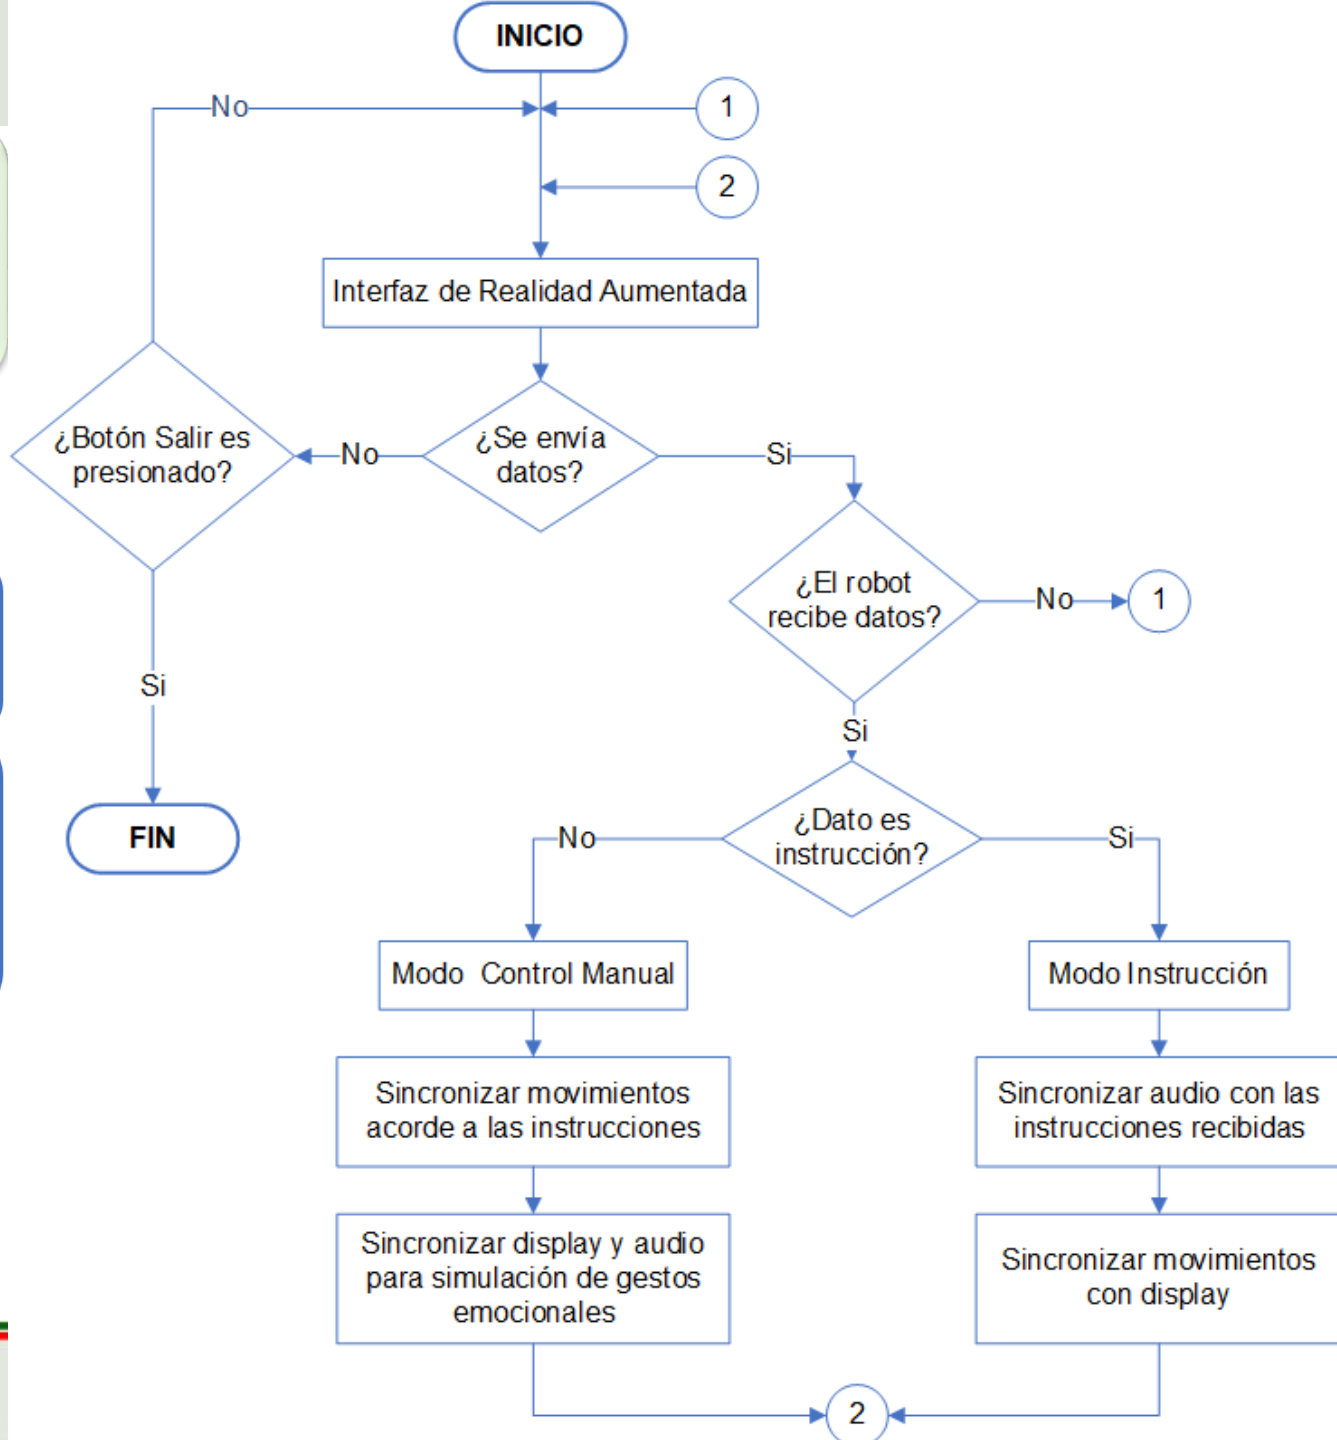 INICIO
No
1
2
Interfaz de Realidad Aumentada
¿Botón Salir es
presionado?
No
¿Se envía
datos?
Si
¿El robot
recibe datos?
No
1
Si
Si
FIN
¿Dato es
instrucción?
No
Si
Modo  Control Manual
Modo Instrucción
Sincronizar movimientos
acorde a las instrucciones
Sincronizar audio con las
instrucciones recibidas
Sincronizar display y audio
para simulación de gestos
emocionales
Sincronizar movimientos
con display
2